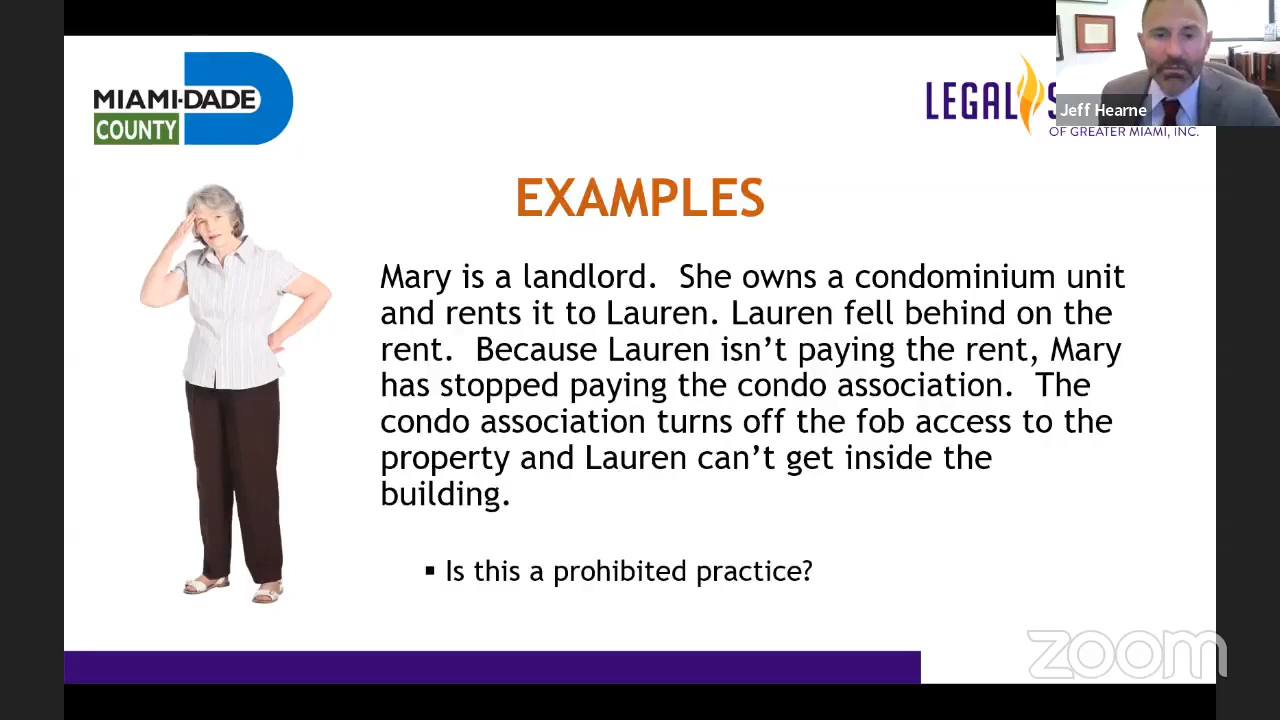 MIAMI-DADE
COUNTY
LEGAL S
OF GREATER MIAMI, INC.
Jeff Hearne
EXAMPLES
Mary is a landlord. She owns a condominium unit
and rents it to Lauren. Lauren fell behind on the
rent. Because Lauren isn't paying the rent, Mary
has stopped paying the condo association. The
condo association turns off the fob access to the
property and Lauren can't get inside the
building.
▪ Is this a prohibited practice?
zoom